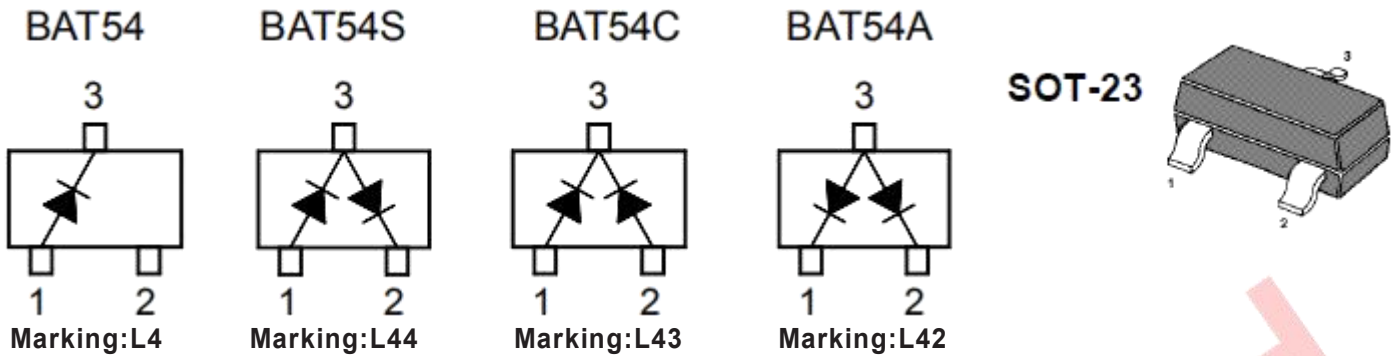 BAT54 BAT54S BAT54C BAT54A
SOT-23
3 3 3 3 3
1 2 1 2 1 2 1 2
1
2
Marking:L4 Marking:L44 Marking:L43 Marking:L42